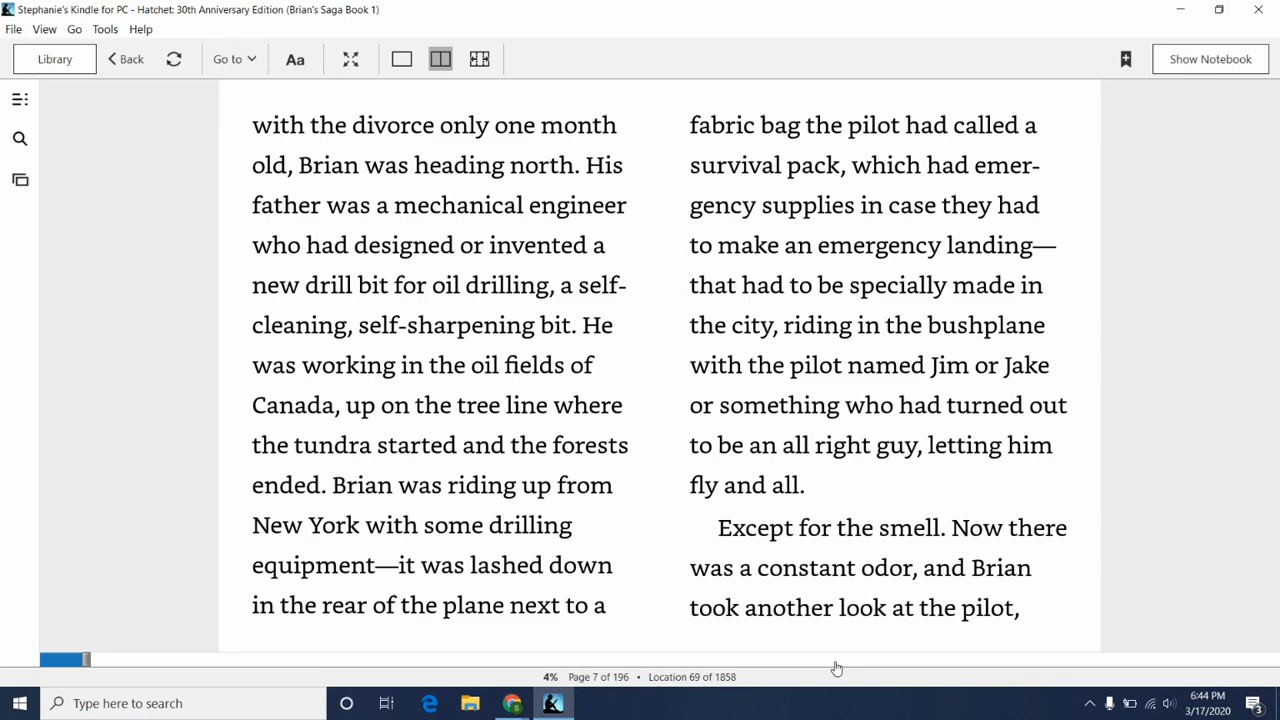 Stephanie's Kindle for PC - Hatchet: 30th Anniversary Edition (Brian's Saga Book 1)
File View Go Tools Help
Library Back Go to Aa Show Notebook
with the divorce only one month
old, Brian was heading north. His
father was a mechanical engineer
who had designed or invented a
new drill bit for oil drilling, a self-
cleaning, self-sharpening bit. He
was working in the oil fields of
Canada, up on the tree line where
the tundra started and the forests
ended. Brian was riding up from
New York with some drilling
equipment—it was lashed down
in the rear of the plane next to a
fabric bag the pilot had called a
survival pack, which had emer-
gency supplies in case they had
to make an emergency landing—
that had to be specially made in
the city, riding in the bushplane
with the pilot named Jim or Jake
or something who had turned out
to be an all right guy, letting him
fly and all.
Except for the smell. Now there
was a constant odor, and Brian
took another look at the pilot,
4% Page 7 of 196 • Location 69 of 1858
Type here to search
6:44 PM
3/17/2020
3